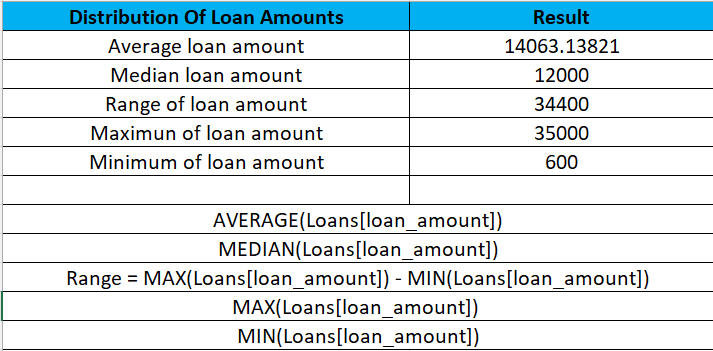 Distribution Of Loan Amounts Result
Average loan amount 14063.13821
Median loan amount 12000
Range of loan amount 34400
Maximun of loan amount 35000
Minimum of loan amount 600
AVERAGE(Loans[loan_amount])
MEDIAN(Loans[loan_amount])
Range = MAX(Loans[loan_amount]) - MIN(Loans[loan_amount])
MAX(Loans[loan_amount])
MIN(Loans[loan_amount])